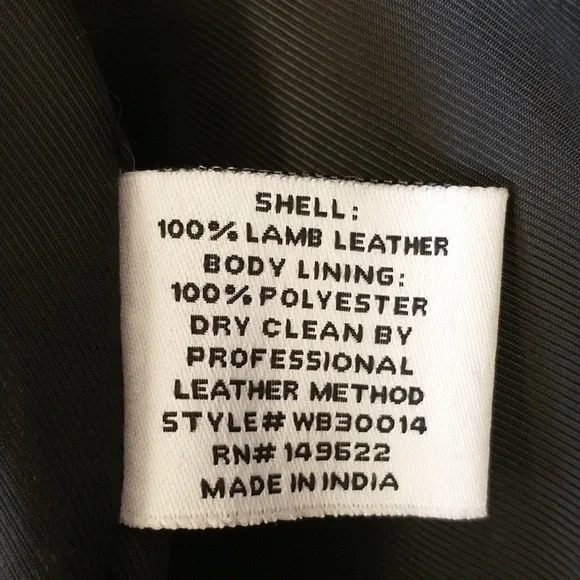 SHELL:
100% LAMB LEATHER
BODY LINING:
100% POLYESTER
DRY CLEAN BY
PROFESSIONAL
LEATHER METHOD
STYLE# WB30014
RN# 149622
MADE IN INDIA